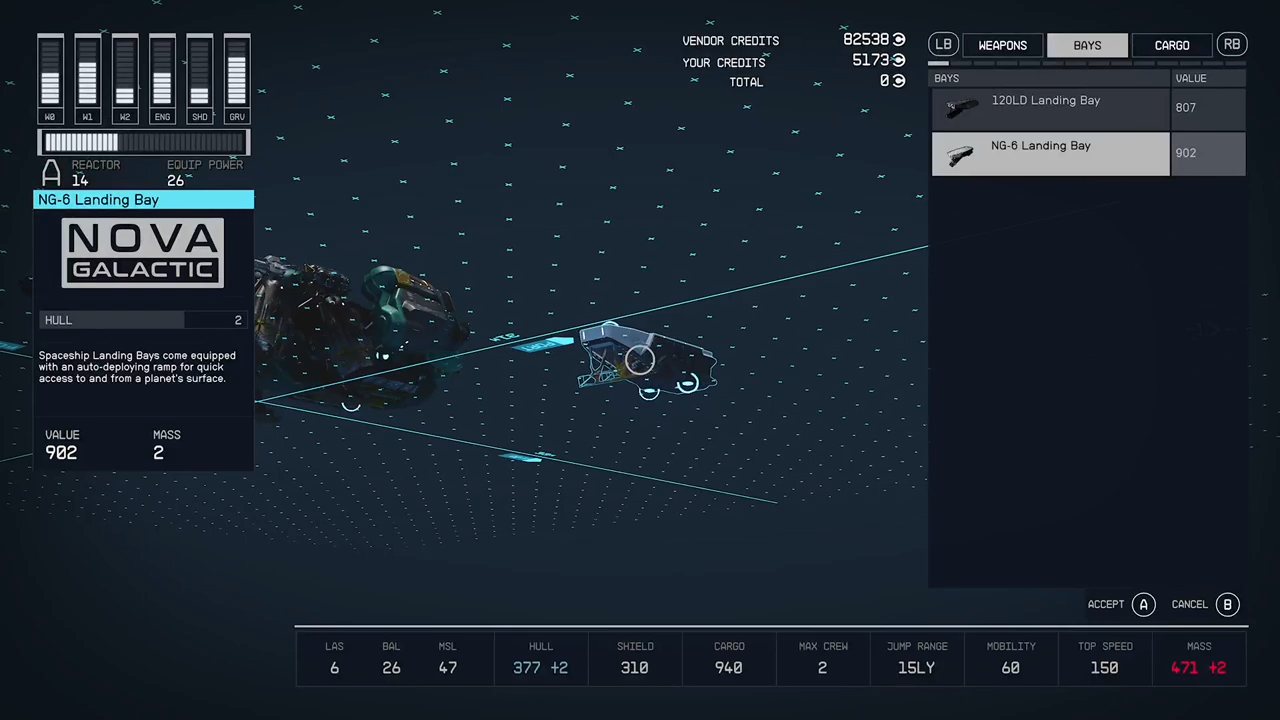 W0 W1 W2 ENG SHD GRV
REACTOR EQUIP POWER
14 26
NG-6 Landing Bay
NOVA
GALACTIC
HULL 2
Spaceship Landing Bays come equipped
with an auto-deploying ramp for quick
access to and from a planet's surface.
VALUE MASS
902 2
VENDOR CREDITS 82538
YOUR CREDITS 5173
TOTAL 0
LB WEAPONS BAYS CARGO RB
BAYS VALUE
120LD Landing Bay 807
NG-6 Landing Bay 902
ACCEPT A CANCEL B
LAS BAL MSL HULL SHIELD CARGO MAX CREW JUMP RANGE MOBILITY TOP SPEED MASS
6 26 47 377 +2 310 940 2 15LY 60 150 471 +2